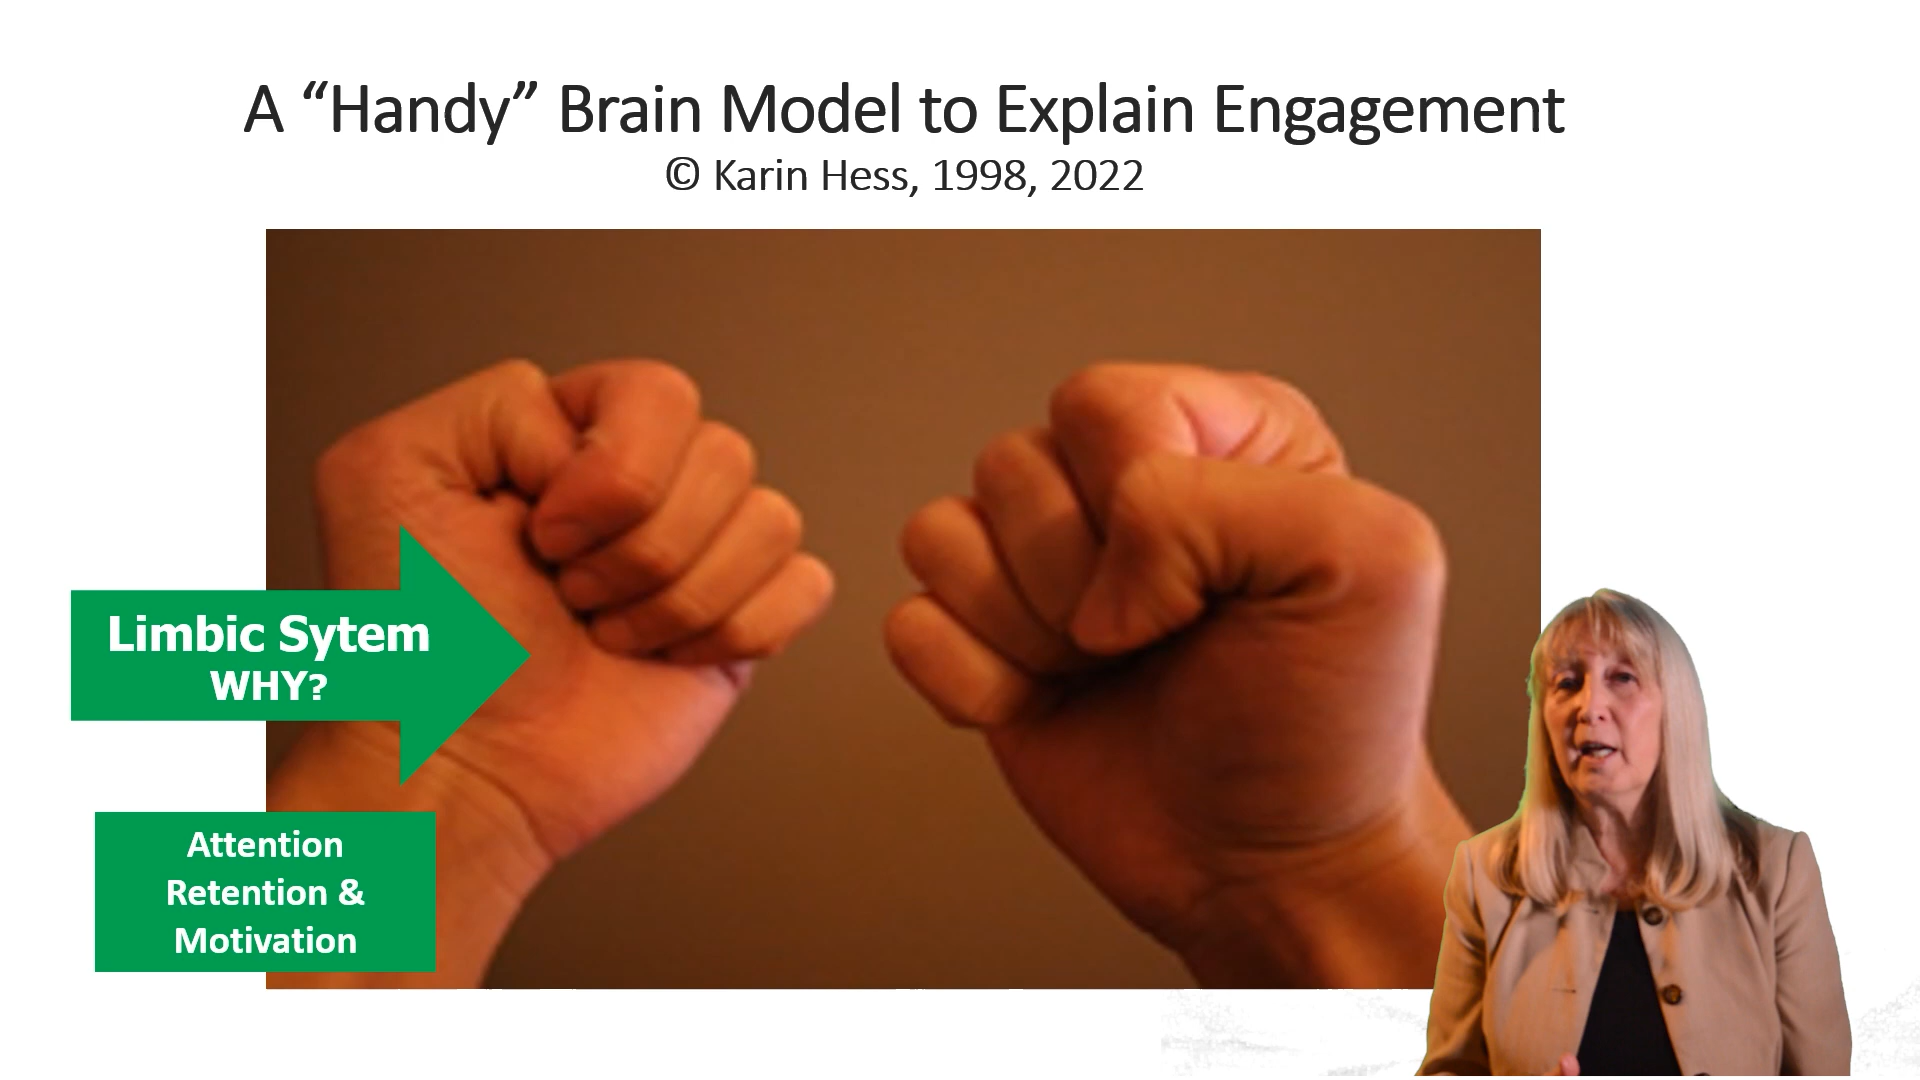 A “Handy” Brain Model to Explain Engagement
© Karin Hess, 1998, 2022
Limbic Sytem
WHY?
Attention
Retention &
Motivation